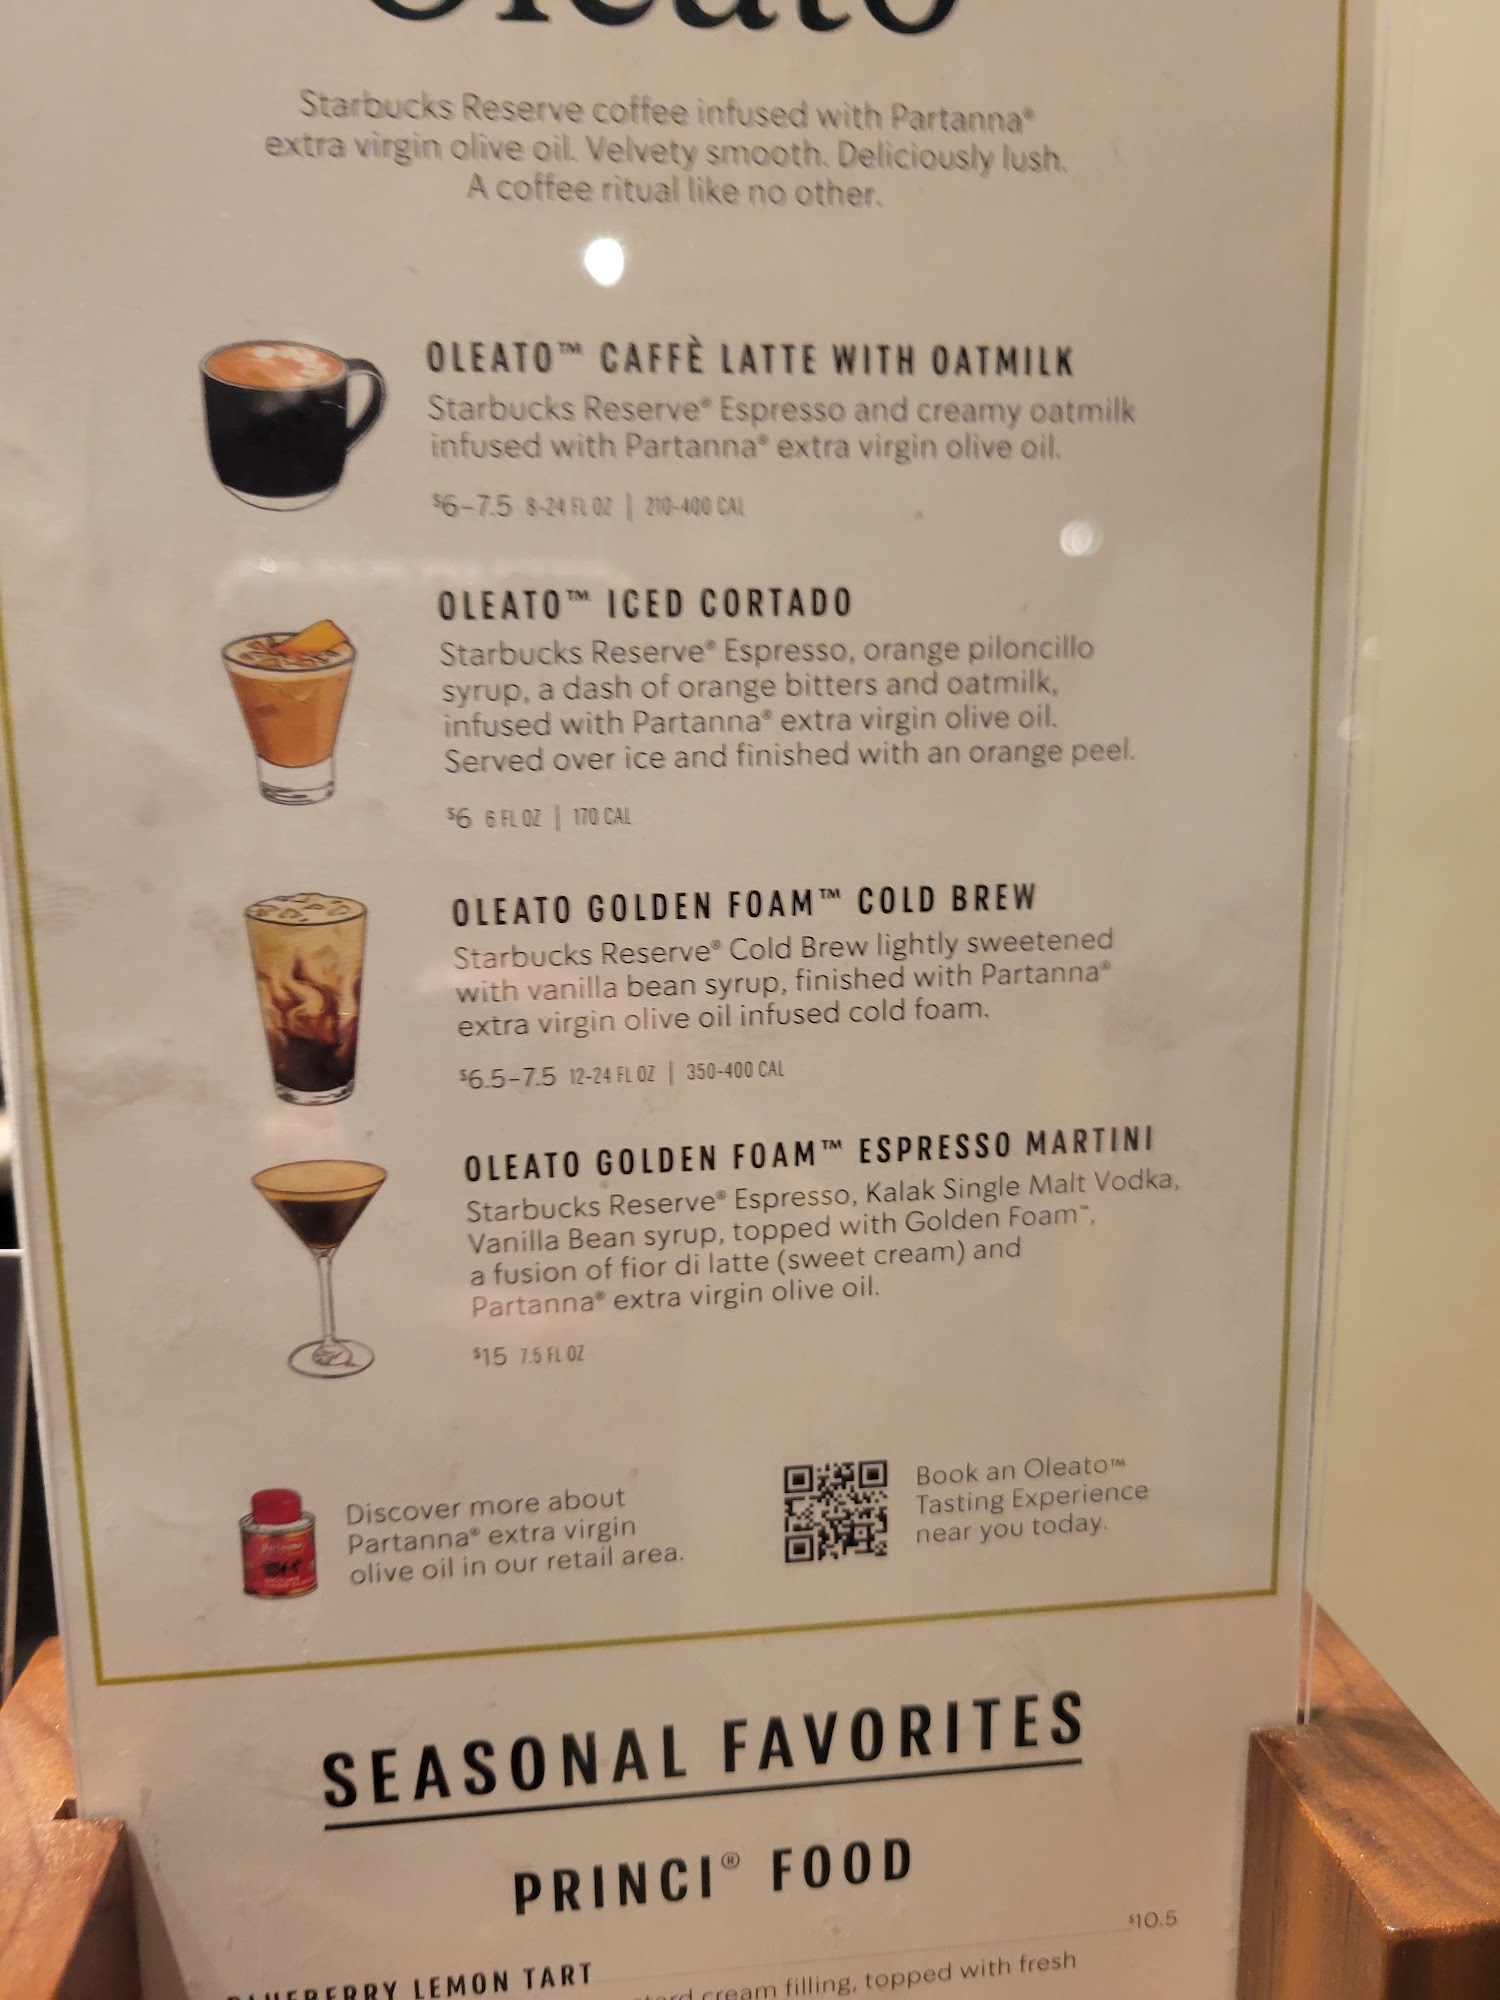 Oleato
Starbucks Reserve coffee infused with Partanna®
extra virgin olive oil. Velvety smooth. Deliciously lush.
A coffee ritual like no other.
OLEATO™ CAFFÈ LATTE WITH OATMILK
Starbucks Reserve® Espresso and creamy oatmilk
infused with Partanna® extra virgin olive oil.
$6–7.5 8-24 FL OZ | 210-400 CAL
OLEATO™ ICED CORTADO
Starbucks Reserve® Espresso, orange piloncillo
syrup, a dash of orange bitters and oatmilk,
infused with Partanna® extra virgin olive oil.
Served over ice and finished with an orange peel.
$6 6 FL OZ | 170 CAL
OLEATO GOLDEN FOAM™ COLD BREW
Starbucks Reserve® Cold Brew lightly sweetened
with vanilla bean syrup, finished with Partanna®
extra virgin olive oil infused cold foam.
$6.5–7.5 12-24 FL OZ | 350-400 CAL
OLEATO GOLDEN FOAM™ ESPRESSO MARTINI
Starbucks Reserve® Espresso, Kalak Single Malt Vodka,
Vanilla Bean syrup, topped with Golden Foam™,
a fusion of fior di latte (sweet cream) and
Partanna® extra virgin olive oil.
$15 7.5 FL OZ
Discover more about
Partanna® extra virgin
olive oil in our retail area.
Book an Oleato™
Tasting Experience
near you today.
SEASONAL FAVORITES
PRINCI® FOOD
$10.5
BLUEBERRY LEMON TART
cream filling, topped with fresh